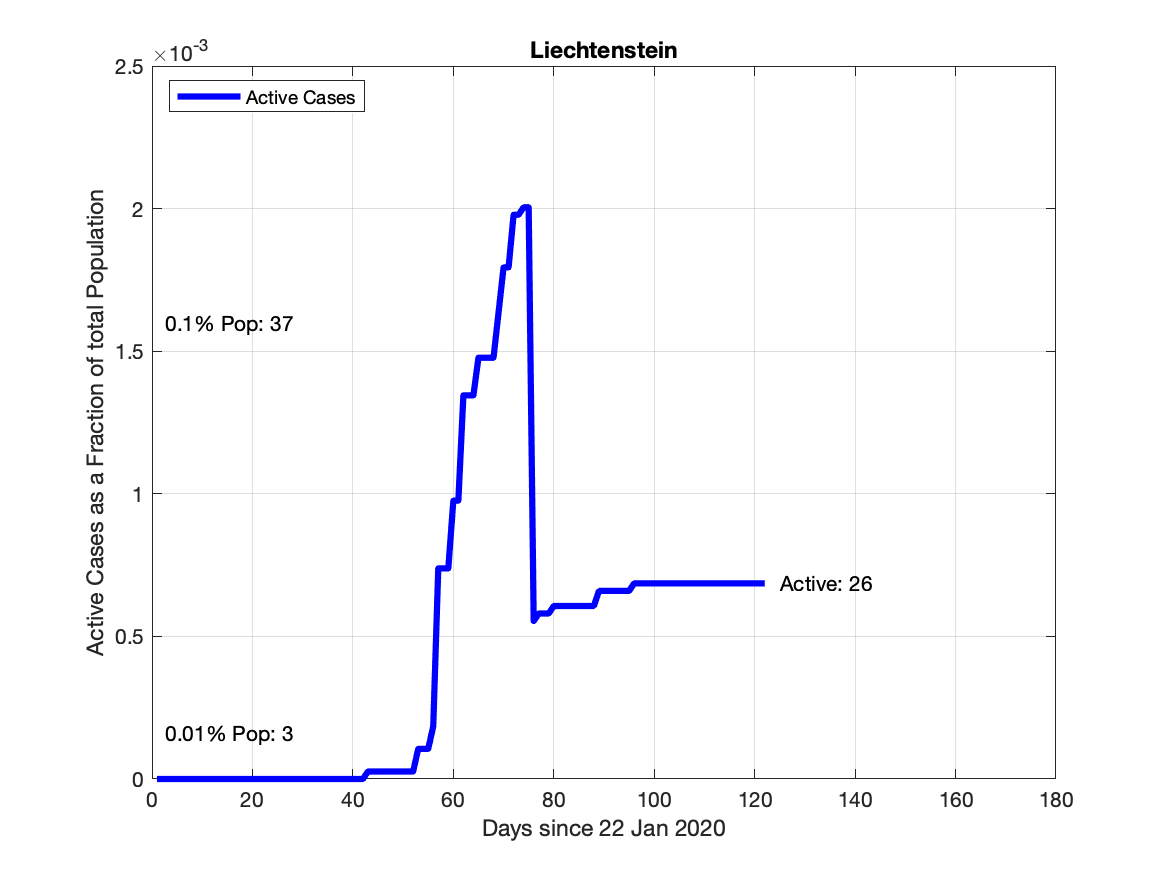 Liechtenstein
×10-3
Active Cases
2.5
2
1.5
1
0.5
0
Active Cases as a Fraction of total Population
0.1% Pop: 37
Active: 26
0.01% Pop: 3
0 20 40 60 80 100 120 140 160 180
Days since 22 Jan 2020